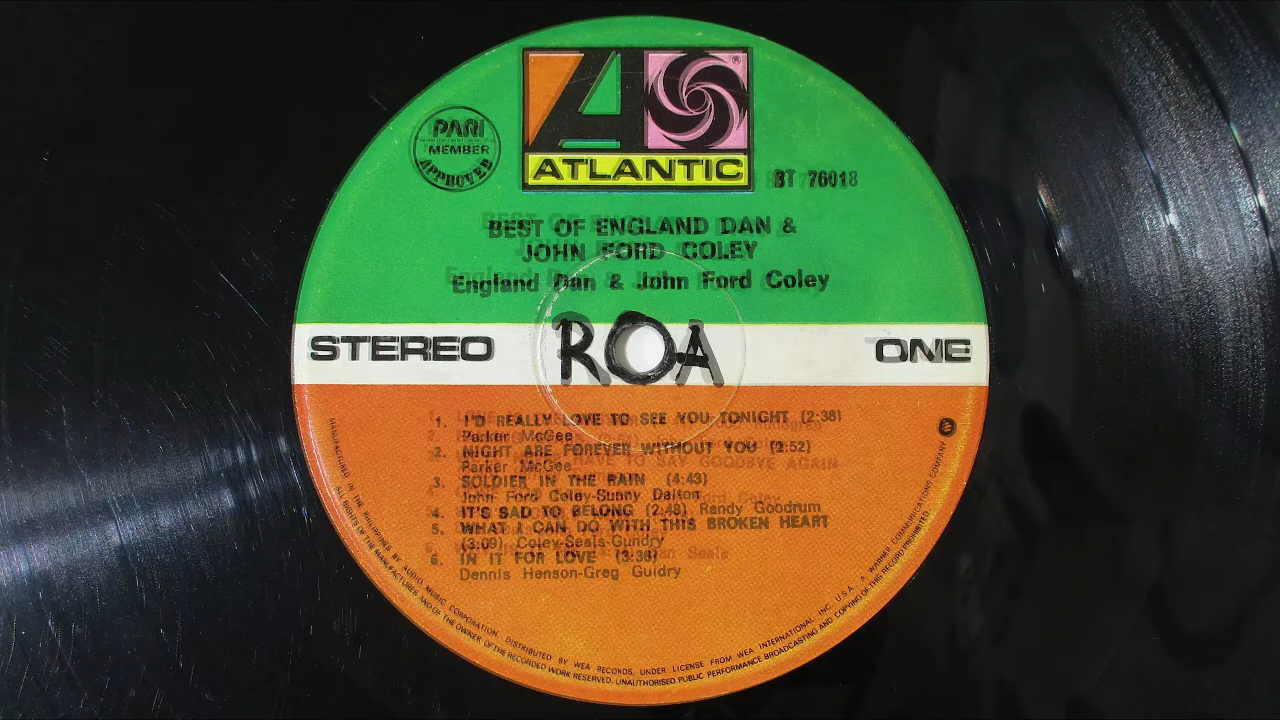 PARI
MEMBER
APPROVED
ATLANTIC
®
BT 76018
BEST OF ENGLAND DAN &
JOHN FORD COLEY
England Dan & John Ford Coley
STEREO
ROA
ONE
1. I'D REALLY LOVE TO SEE YOU TONIGHT (2:38)
Parker McGee
2. NIGHT ARE FOREVER WITHOUT YOU (2:52)
Parker McGee
3. SOLDIER IN THE RAIN (4:43)
John Ford Coley-Sunny Dalton
4. IT'S SAD TO BELONG (2:49) Randy Goodrum
5. WHAT I CAN DO WITH THIS BROKEN HEART
(3:09) Coley-Seals-Gundry
6. IN IT FOR LOVE (3:36)
Dennis Henson-Greg Guidry
MANUFACTURED IN THE PHILIPPINES BY AUDIO MUSIC CORPORATION. DISTRIBUTED BY WEA RECORDS, UNDER LICENSE FROM WEA INTERNATIONAL INC. U.S.A. A WARNER COMMUNICATIONS COMPANY
ALL RIGHTS OF THE MANUFACTURER AND OF THE OWNER OF THE RECORDED WORK RESERVED. UNAUTHORISED PUBLIC PERFORMANCE BROADCASTING AND COPYING OF THIS RECORD PROHIBITED